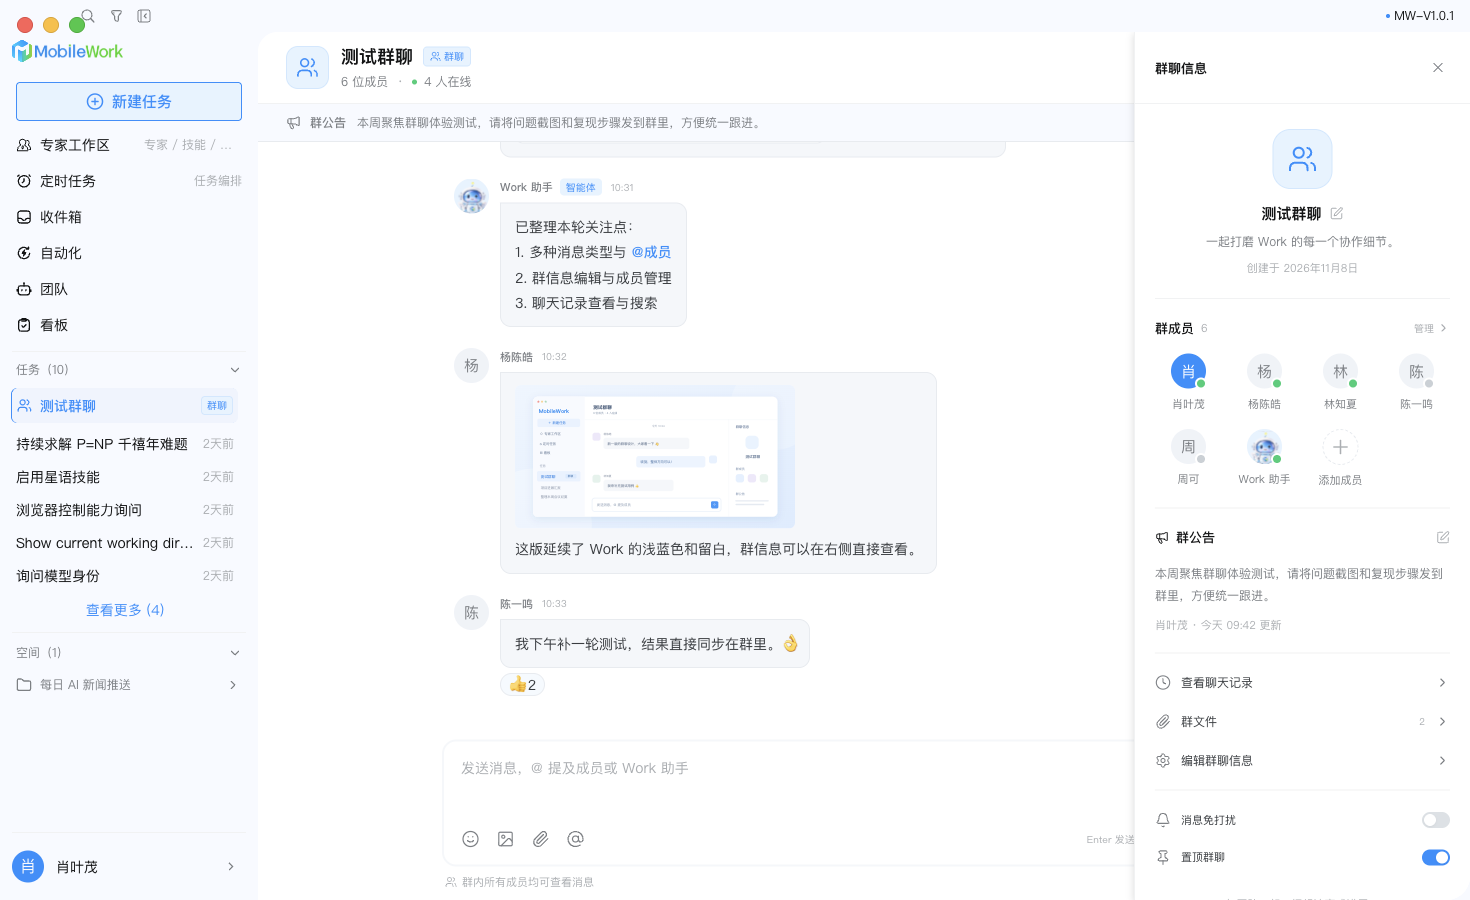 MW-V1.0.1
MobileWork
新建任务
专家工作区 专家 / 技能 / ...
定时任务 任务编排
收件箱
自动化
团队
看板
任务 (10)
测试群聊 群聊
持续求解 P=NP 千禧年难题 2天前
启用星语技能 2天前
浏览器控制能力询问 2天前
Show current working dir... 2天前
询问模型身份 2天前
查看更多 (4)
空间 (1)
每日 AI 新闻推送
肖 肖叶茂
测试群聊 群聊
6 位成员 · 4 人在线
群公告 本周聚焦群聊体验测试，请将问题截图和复现步骤发到群里，方便统一跟进。
Work 助手 智能体 10:31
已整理本轮关注点：
1. 多种消息类型与 @成员
2. 群信息编辑与成员管理
3. 聊天记录查看与搜索
杨 杨陈皓 10:32
MobileWork
测试群聊
这版延续了 Work 的浅蓝色和留白，群信息可以在右侧直接查看。
陈 陈一鸣 10:33
我下午补一轮测试，结果直接同步在群里。👌
👍2
发送消息，@ 提及成员或 Work 助手
Enter 发送
群内所有成员均可查看消息
群聊信息
测试群聊
一起打磨 Work 的每一个协作细节。
创建于 2026年11月8日
群成员 6 管理
肖 杨 林 陈
肖叶茂 杨陈皓 林知夏 陈一鸣
周
周可 Work 助手 添加成员
群公告
本周聚焦群聊体验测试，请将问题截图和复现步骤发到
群里，方便统一跟进。
肖叶茂 · 今天 09:42 更新
查看聊天记录
群文件 2
编辑群聊信息
消息免打扰
置顶群聊